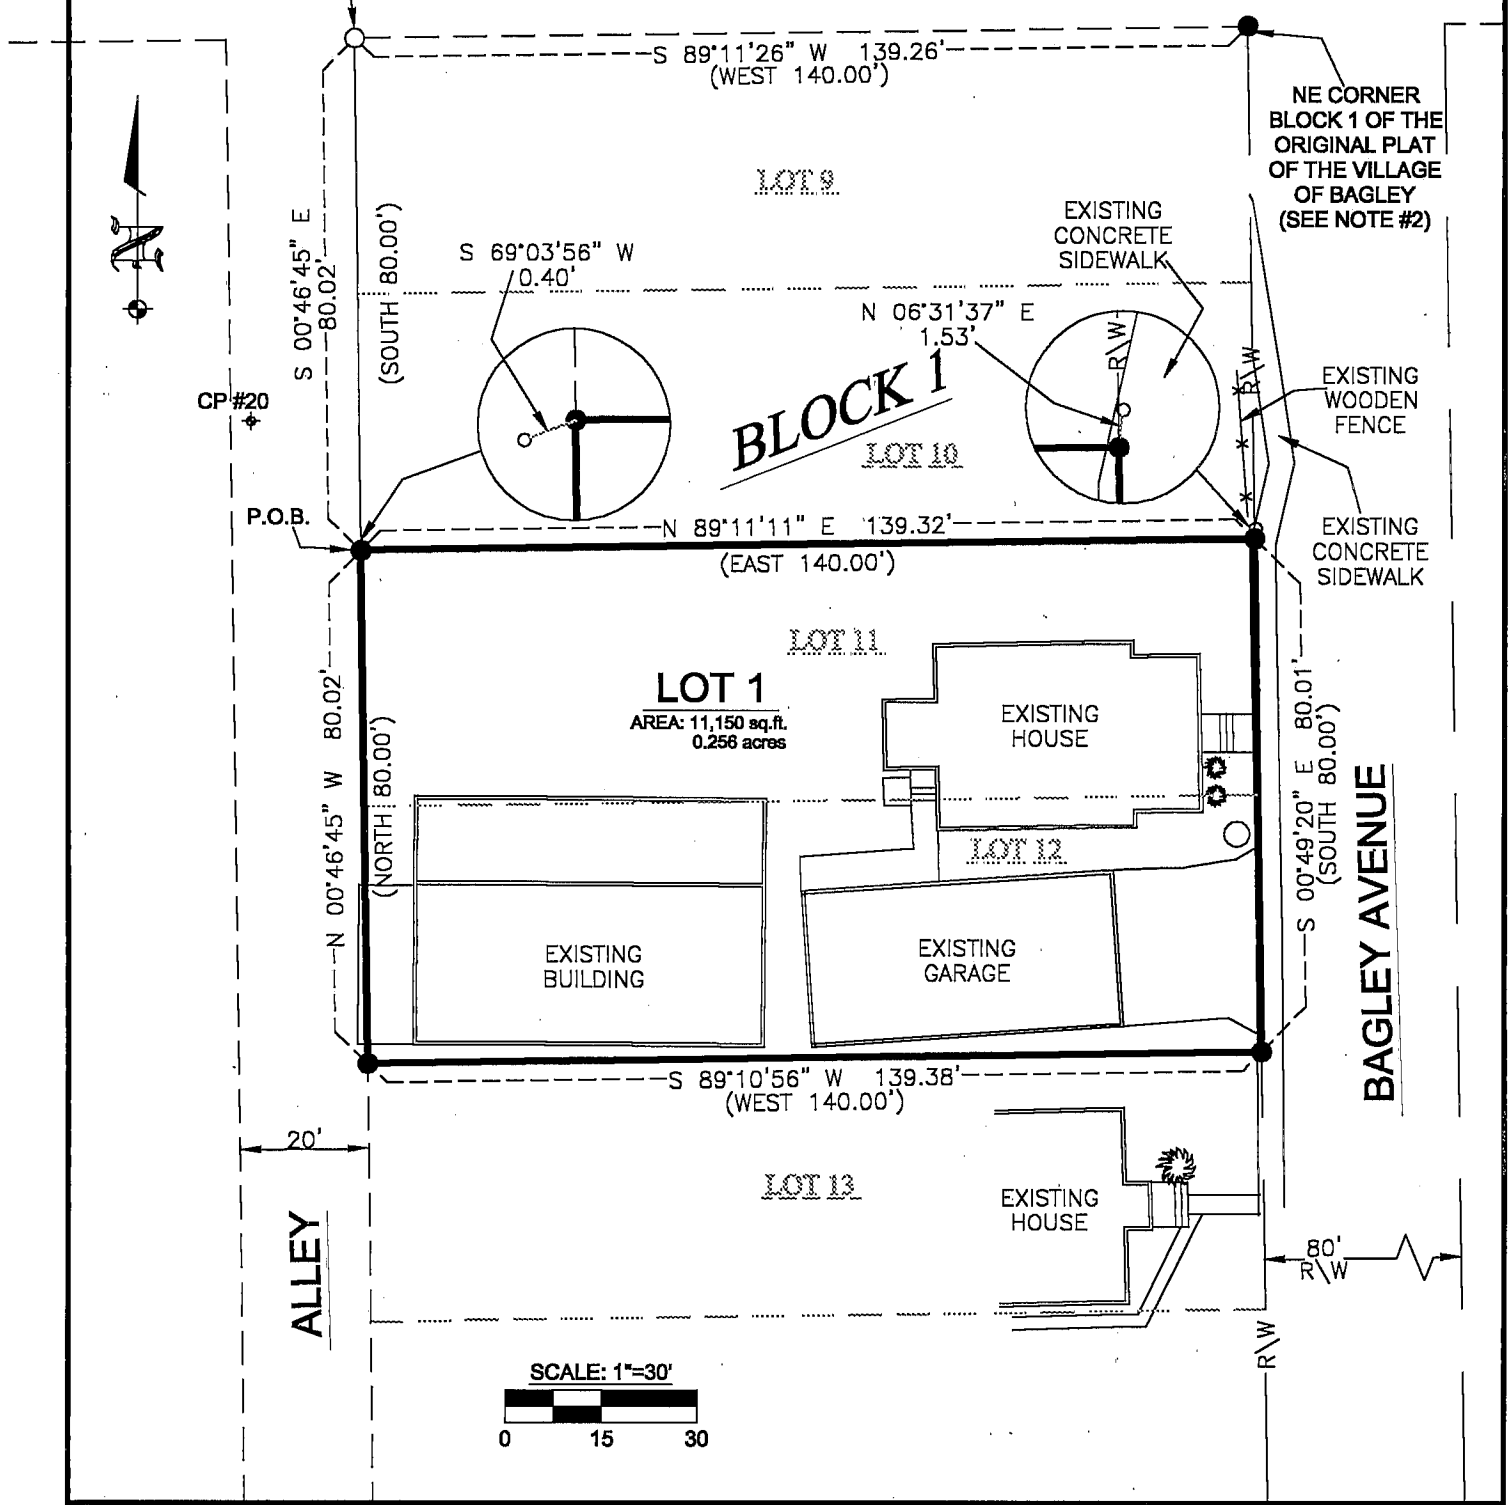 S 89°11'26" W 139.26'
(WEST 140.00')
NE CORNER
BLOCK 1 OF THE
ORIGINAL PLAT
OF THE VILLAGE
OF BAGLEY
(SEE NOTE #2)
LOT 9
N
S 00°46'45" E
80.02'
(SOUTH 80.00')
S 69°03'56" W
0.40'
EXISTING
CONCRETE
SIDEWALK
N 06°31'37" E
1.53'
R\W
R\W
BLOCK 1
LOT 10
EXISTING
WOODEN
FENCE
CP #20
P.O.B.
N 89°11'11" E 139.32'
(EAST 140.00')
EXISTING
CONCRETE
SIDEWALK
LOT 11
LOT 1
AREA: 11,150 sq.ft.
0.256 acres
EXISTING
HOUSE
N 00°46'45" W 80.02'
(NORTH 80.00')
S 00°49'20" E 80.01'
(SOUTH 80.00')
BAGLEY AVENUE
LOT 12
EXISTING
BUILDING
EXISTING
GARAGE
S 89°10'56" W 139.38'
(WEST 140.00')
20'
ALLEY
LOT 13
EXISTING
HOUSE
80'
R\W
R\W
SCALE: 1"=30'
0 15 30